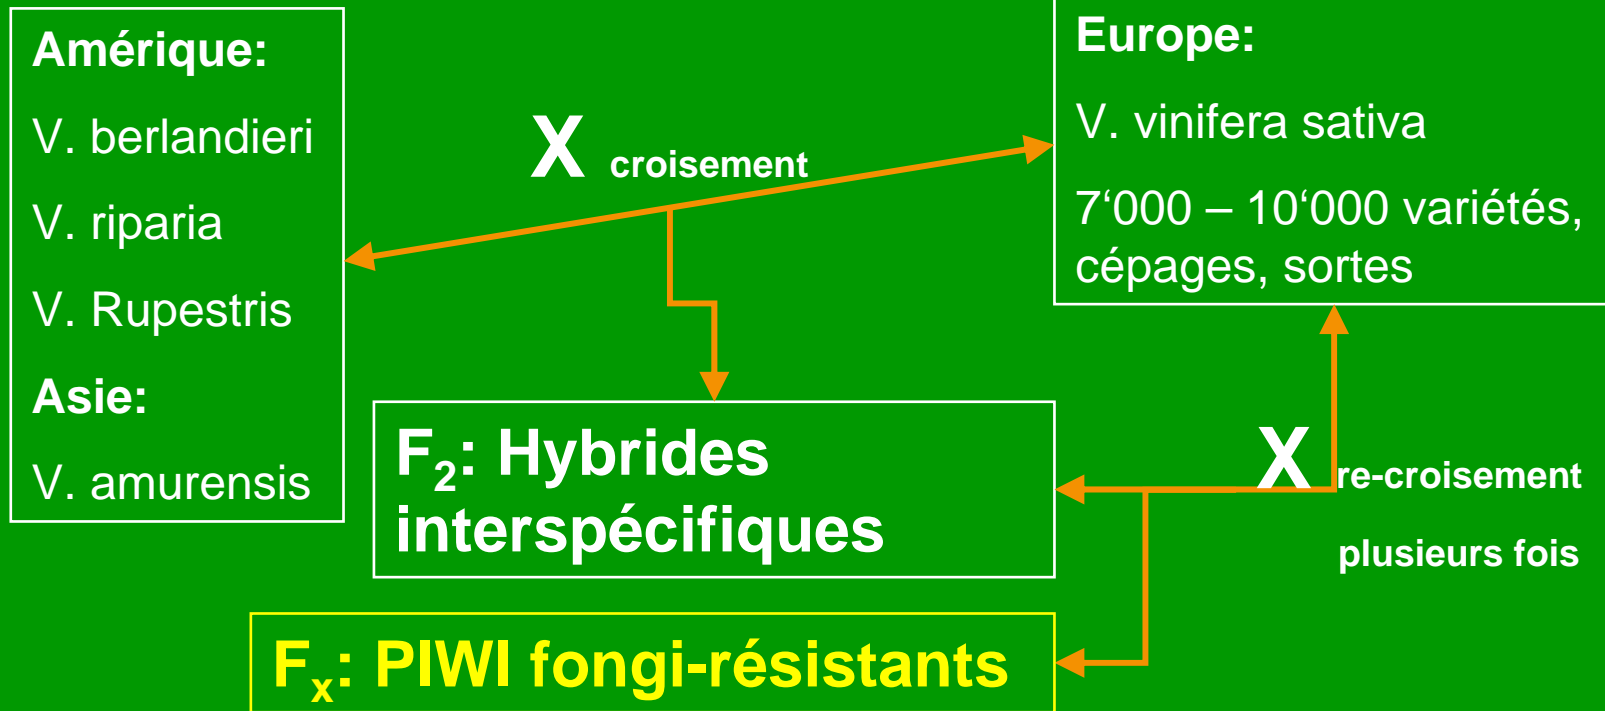 Amérique:
V. berlandieri
V. riparia
V. Rupestris
Asie:
V. amurensis
X croisement
Europe:
V. vinifera sativa
7‘000 – 10‘000 variétés,
cépages, sortes
F₂: Hybrides
interspécifiques
X re-croisement
plusieurs fois
Fₓ: PIWI fongi-résistants